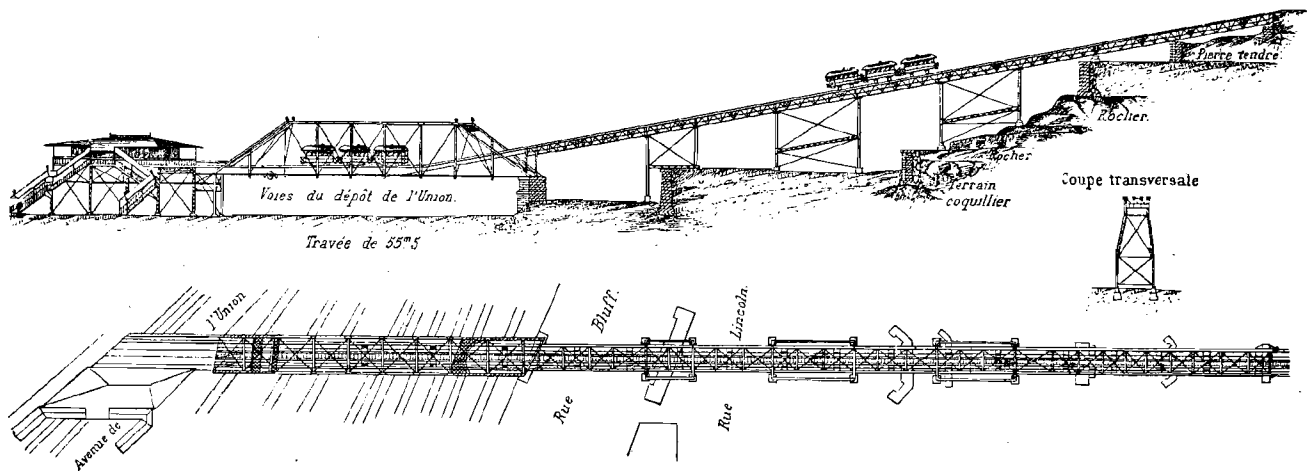 Pierre tendre.
Rocher.
Rocher
Terrain
coquillier
Coupe transversale
Voies du dépôt de l'Union.
Travée de 55m5
Avenue de l'Union
Rue Bluff.
Rue Lincoln.